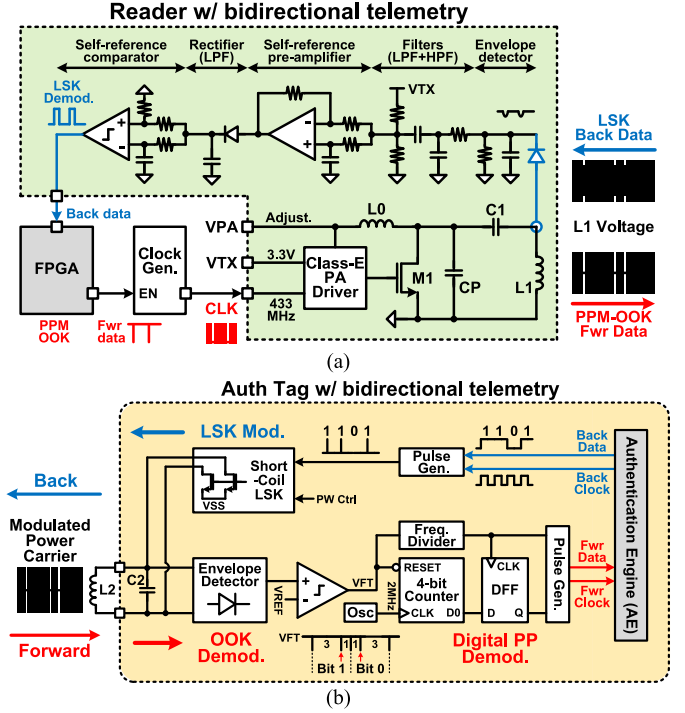 Reader w/ bidirectional telemetry
Self-reference
comparator
Rectifier
(LPF)
Self-reference
pre-amplifier
Filters
(LPF+HPF)
Envelope
detector
LSK
Demod.
+
-
-
+
VTX
LSK
Back Data
Back data
FPGA
PPM
OOK
Fwr
data
Clock
Gen.
EN
CLK
VPA
Adjust.
VTX
3.3V
433
MHz
Class-E
PA
Driver
L0
M1
CP
C1
L1
L1 Voltage
PPM-OOK
Fwr Data
(a)
Auth Tag w/ bidirectional telemetry
LSK Mod.
1 1 0 1
1 1 0 1
Back
Short
-Coil
LSK
VSS
PW Ctrl
Pulse
Gen.
Back
Data
Back
Clock
Authentication Engine (AE)
Modulated
Power
Carrier
L2
C2
Forward
Envelope
Detector
OOK
Demod.
VREF
+
-
VFT
Osc
2MHz
Freq.
Divider
RESET
4-bit
Counter
CLK
D0
CLK
DFF
D
Q
Pulse Gen.
Fwr
Data
Fwr
Clock
VFT
3 1 1 3
Bit 1
Bit 0
Digital PP
Demod.
(b)